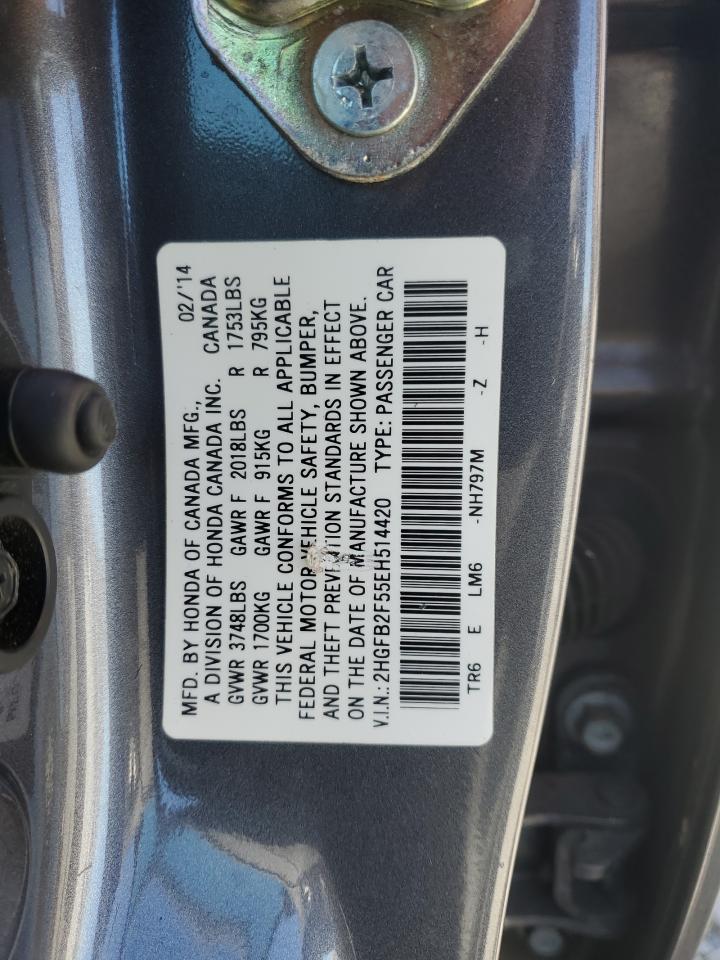 MFD. BY HONDA OF CANADA MFG., 02/'14
A DIVISION OF HONDA CANADA INC. CANADA
GVWR 3748LBS GAWR F 2018LBS R 1753LBS
GVWR 1700KG GAWR F 915KG R 795KG
THIS VEHICLE CONFORMS TO ALL APPLICABLE
FEDERAL MOTOR VEHICLE SAFETY, BUMPER,
AND THEFT PREVENTION STANDARDS IN EFFECT
ON THE DATE OF MANUFACTURE SHOWN ABOVE.
V.I.N.: 2HGFB2F55EH514420 TYPE: PASSENGER CAR
TR6 E LM6 -NH797M -Z -H